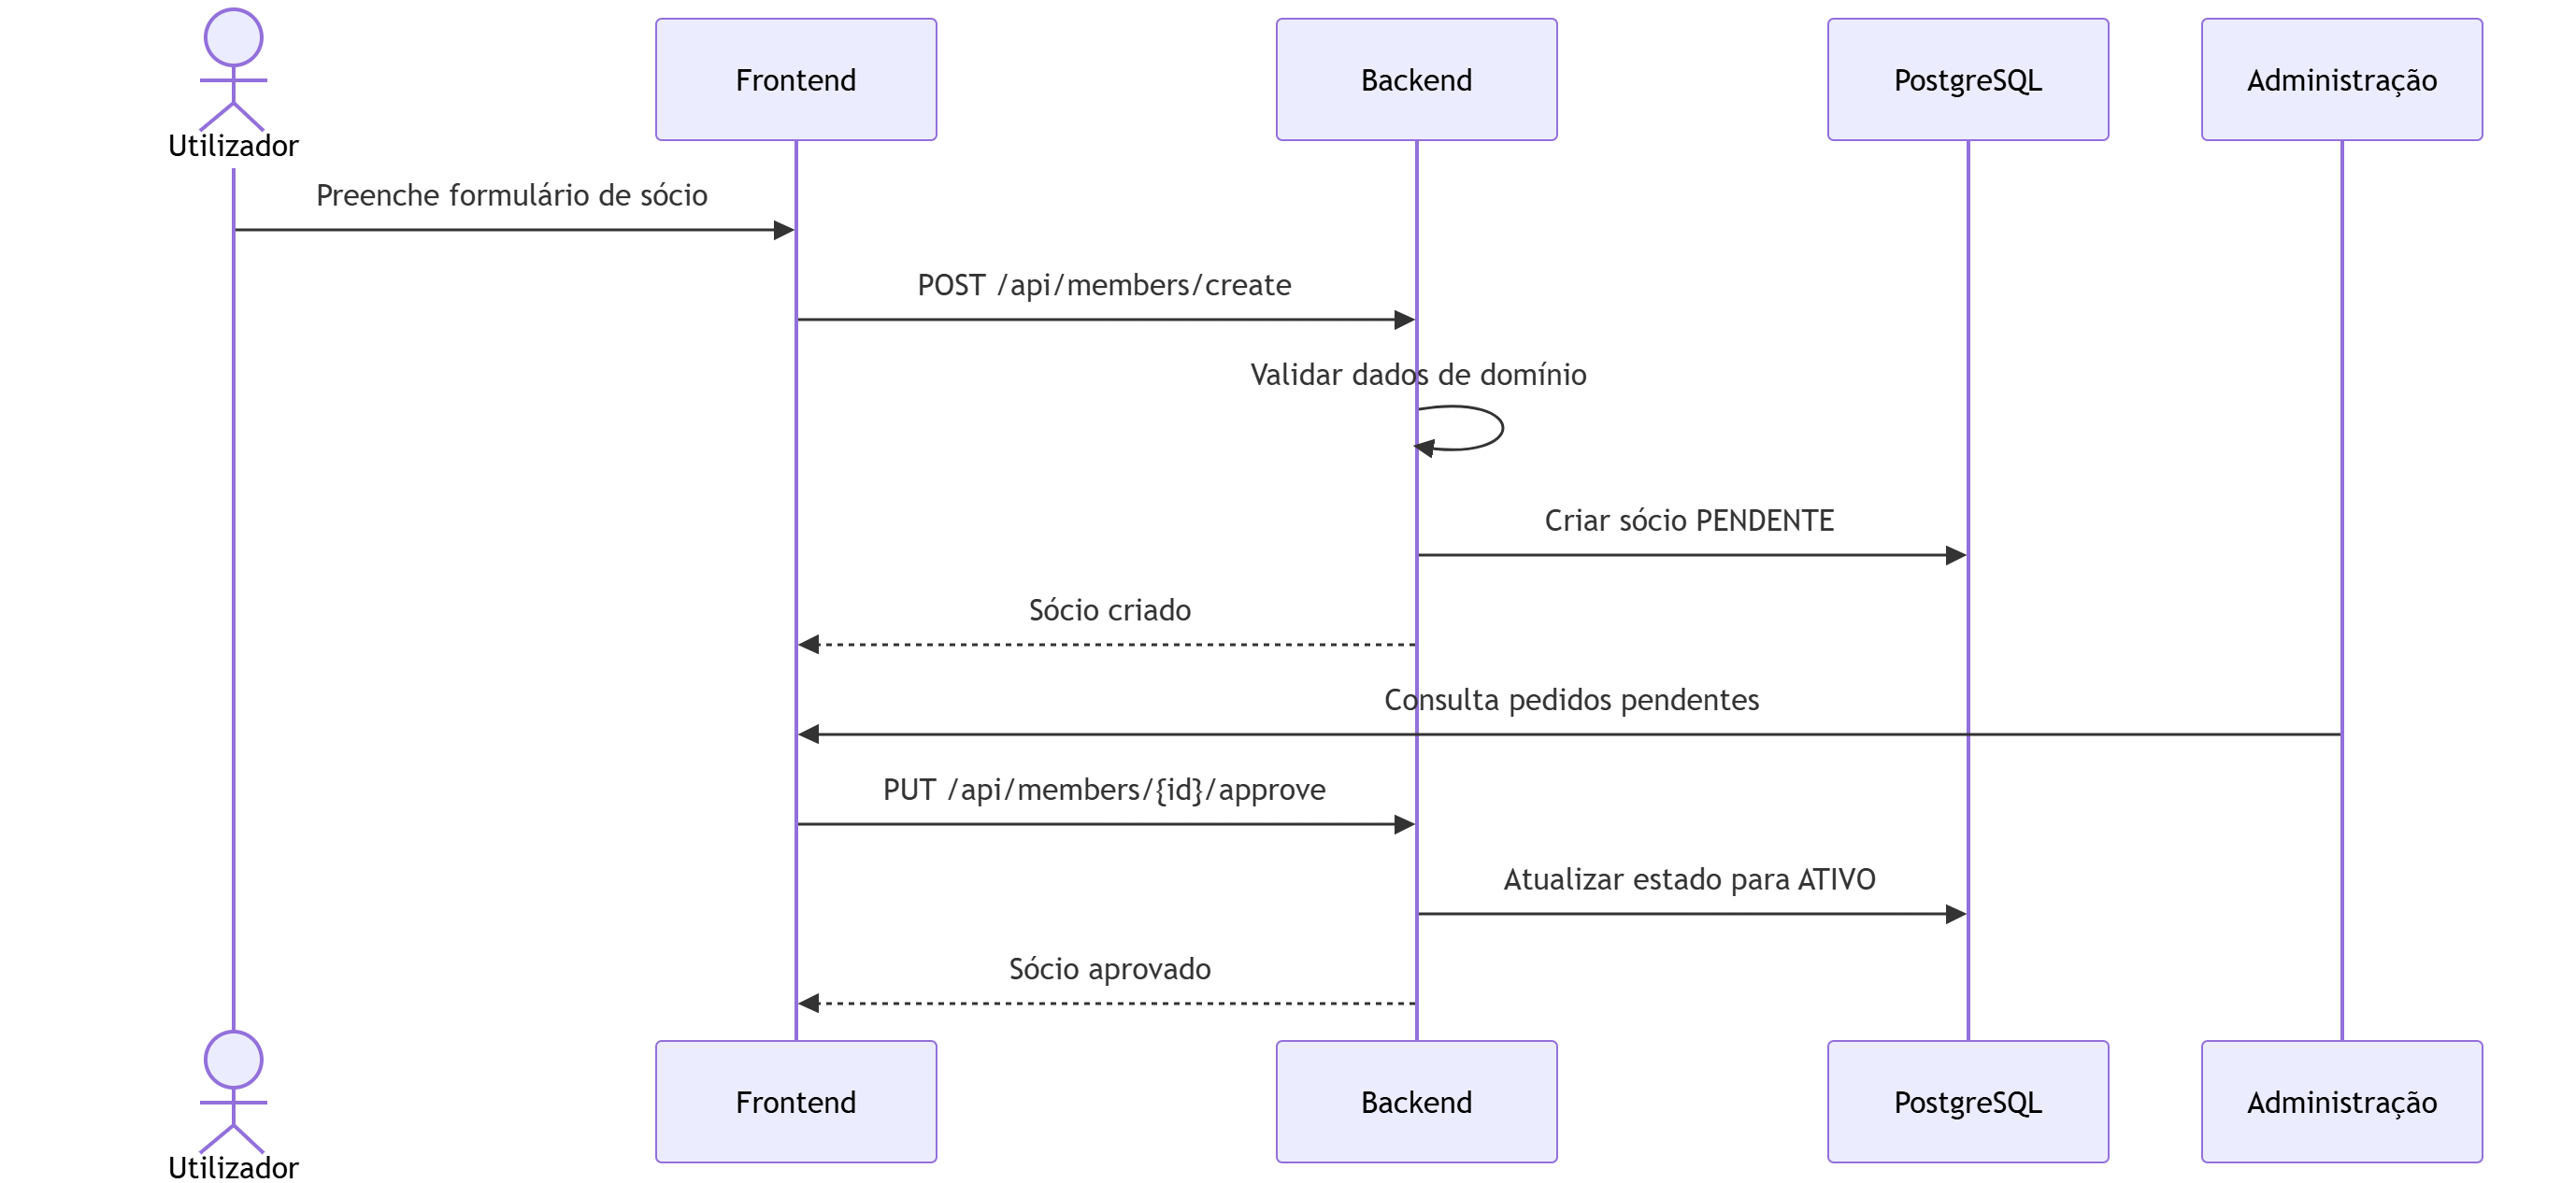 Utilizador
Frontend
Backend
PostgreSQL
Administração
Preenche formulário de sócio
POST /api/members/create
Validar dados de domínio
Criar sócio PENDENTE
Sócio criado
Consulta pedidos pendentes
PUT /api/members/{id}/approve
Atualizar estado para ATIVO
Sócio aprovado
Utilizador
Frontend
Backend
PostgreSQL
Administração